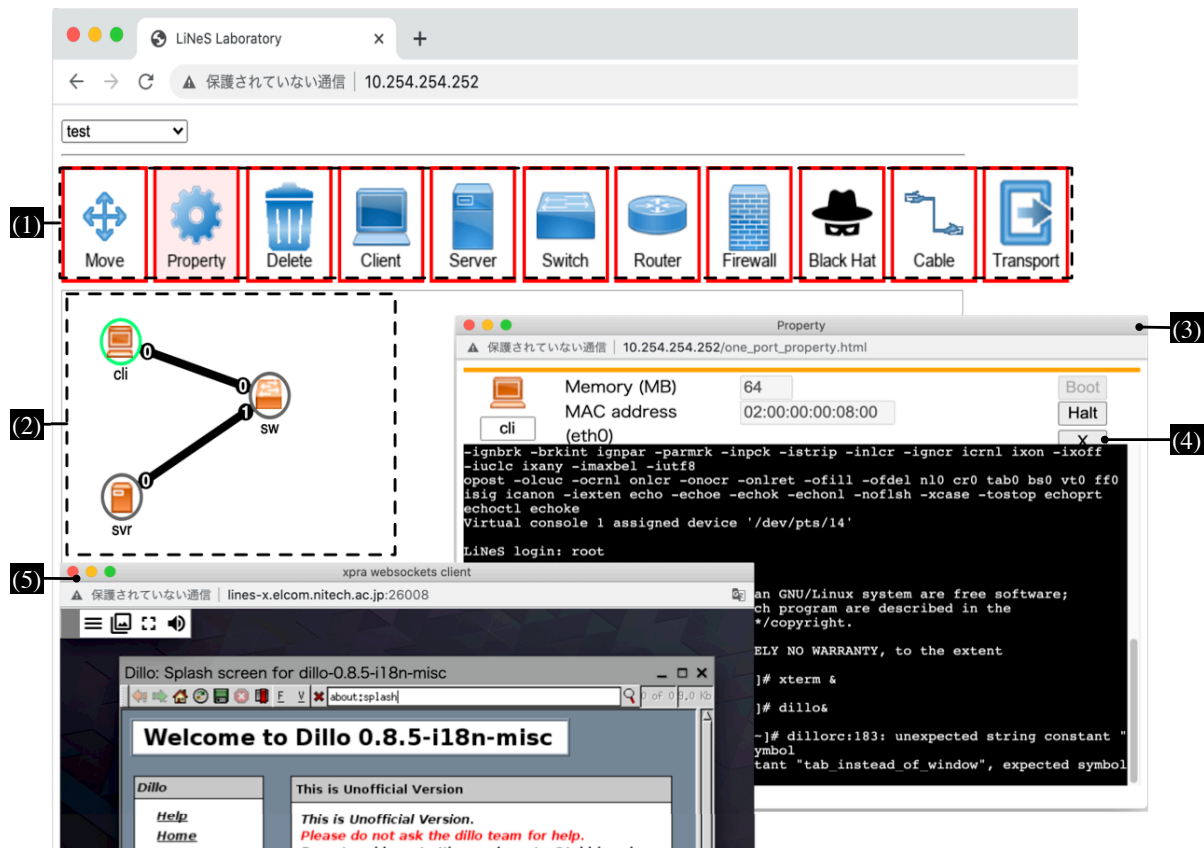 LiNeS Laboratory
保護されていない通信 10.254.254.252
test
(1)
Move Property Delete Client Server Switch Router Firewall Black Hat Cable Transport
(2)
cli
0
0
1
sw
0
svr
(3)
Property
保護されていない通信 10.254.254.252/one_port_property.html
Memory (MB) 64 Boot
MAC address 02:00:00:00:08:00 Halt
cli (eth0) X
(4)
-ignbrk -brkint ignpar -parmrk -inpck -istrip -inlcr -igncr icrnl ixon -ixoff
-iuclc ixany -imaxbel -iutf8
opost -olcuc -ocrnl onlcr -onocr -onlret -ofill -ofdel nl0 cr0 tab0 bs0 vt0 ff0
isig icanon -iexten echo -echoe -echok -echonl -noflsh -xcase -tostop echoprt
echoctl echoke
Virtual console 1 assigned device '/dev/pts/14'
LiNeS login: root
an GNU/Linux system are free software;
ch program are described in the
*/copyright.
ELY NO WARRANTY, to the extent
]# xterm &
]# dillo&
~]# dillorc:183: unexpected string constant "
ymbol
tant "tab_instead_of_window", expected symbol
(5)
xpra websockets client
保護されていない通信 lines-x.elcom.nitech.ac.jp:26008
Dillo: Splash screen for dillo-0.8.5-i18n-misc
F V about:splash 0 of 0
Welcome to Dillo 0.8.5-i18n-misc
Dillo
Help
Home
This is Unofficial Version
This is Unofficial Version.
Please do not ask the dillo team for help.